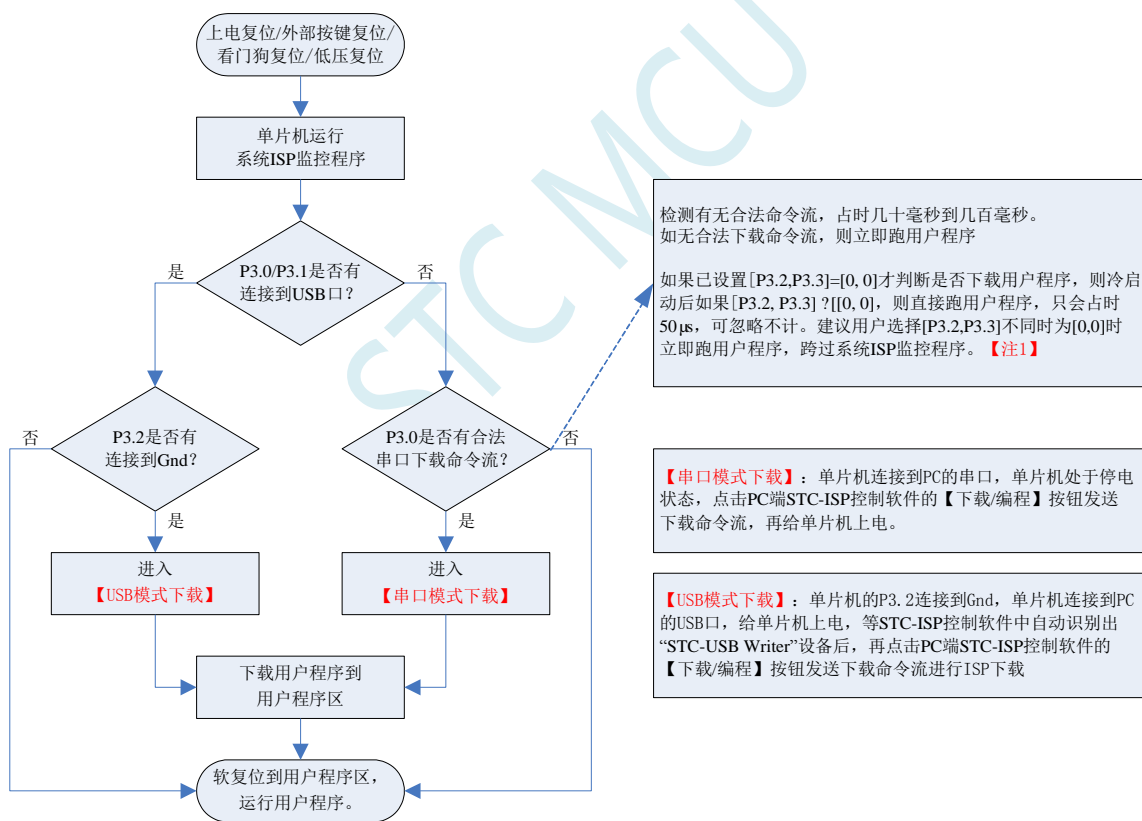 上电复位/外部按键复位/
看门狗复位/低压复位
单片机运行
系统ISP监控程序
P3.0/P3.1是否有
连接到USB口?
是
否
P3.2是否有
连接到Gnd?
否
是
P3.0是否有合法
串口下载命令流?
否
是
进入
【USB模式下载】
进入
【串口模式下载】
下载用户程序到
用户程序区
软复位到用户程序区,
运行用户程序。
检测有无合法命令流，占时几十毫秒到几百毫秒。
如无合法下载命令流，则立即跑用户程序
如果已设置[P3.2,P3.3]=[0, 0]才判断是否下载用户程序，则冷启
动后如果[P3.2, P3.3] ?[[0, 0]，则直接跑用户程序，只会占时
50μs，可忽略不计。建议用户选择[P3.2,P3.3]不同时为[0,0]时
立即跑用户程序，跨过系统ISP监控程序。【注1】
【串口模式下载】：单片机连接到PC的串口，单片机处于停电
状态，点击PC端STC-ISP控制软件的【下载/编程】按钮发送
下载命令流，再给单片机上电。
【USB模式下载】：单片机的P3.2连接到Gnd，单片机连接到PC
的USB口，给单片机上电，等STC-ISP控制软件中自动识别出
“STC-USB Writer”设备后，再点击PC端STC-ISP控制软件的
【下载/编程】按钮发送下载命令流进行ISP下载
STC MCU